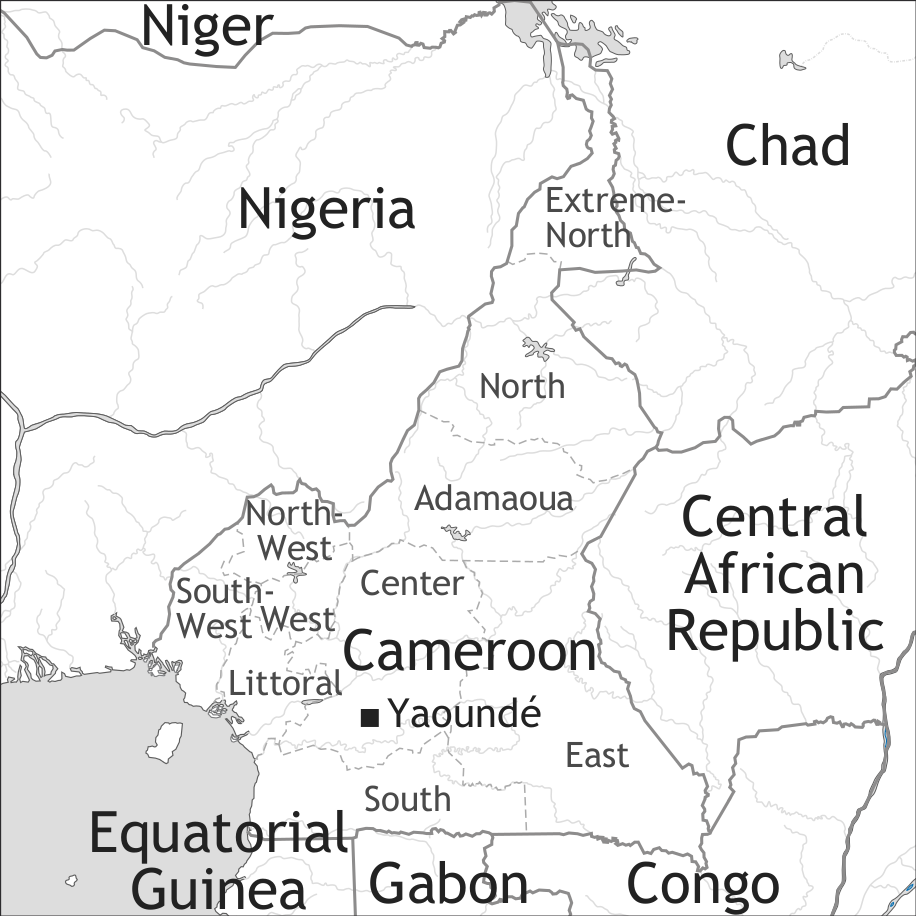 Niger
Chad
Nigeria
Extreme-
North
North
Adamaoua
North-
West
Central
African
Republic
Center
South-
West
West
Cameroon
Littoral
Yaoundé
East
South
Equatorial
Guinea
Gabon
Congo